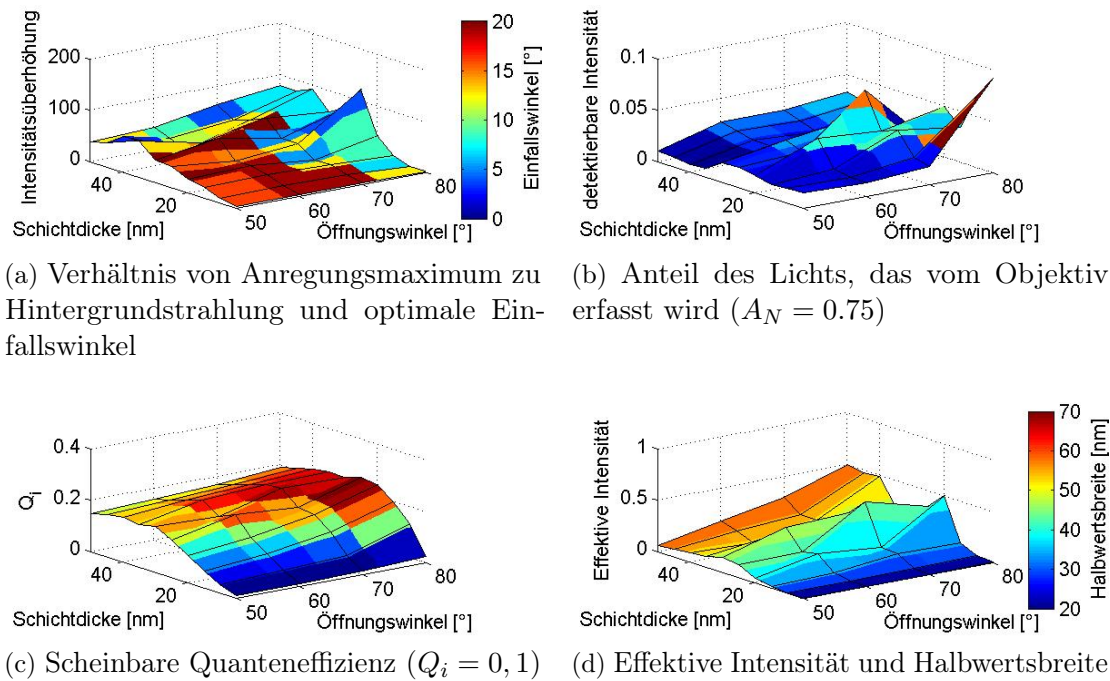 Intensitätsüberhöhung
200
100
0
40
20
Schichtdicke [nm]
50
60
70
80
Öffnungswinkel [°]
20
15
10
5
0
Einfallswinkel [°]
(a) Verhältnis von Anregungsmaximum zu
Hintergrundstrahlung und optimale Ein-
fallswinkel
detektierbare Intensität
0.1
0.05
0
40
20
Schichtdicke [nm]
50
60
70
80
Öffnungswinkel [°]
(b) Anteil des Lichts, das vom Objektiv
erfasst wird (A_N = 0.75)
Q_i
0.4
0.2
0
40
20
Schichtdicke [nm]
50
60
70
80
Öffnungswinkel [°]
(c) Scheinbare Quanteneffizienz (Q_i = 0, 1)
Effektive Intensität
1
0.5
0
40
20
Schichtdicke [nm]
50
60
70
80
Öffnungswinkel [°]
70
60
50
40
30
20
Halbwertsbreite [nm]
(d) Effektive Intensität und Halbwertsbreite